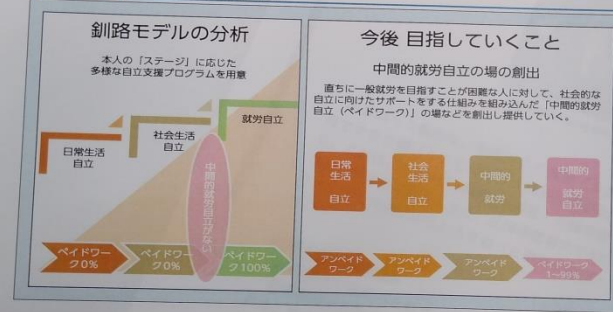 釧路モデルの分析
本人の「ステージ」に応じた
多様な自立支援プログラムを用意
就労自立
社会生活
自立
日常生活
自立
中間的就労自立がない
ペイドワー
ク0%
ペイドワー
ク0%
ペイドワー
ク100%
今後 目指していくこと
中間的就労自立の場の創出
直ちに一般就労を目指すことが困難な人に対して、社会的な
自立に向けたサポートをする仕組みを組み込んだ「中間的就労
自立(ペイドワーク)」の場などを創出し提供していく。
日常
生活
自立
社会
生活
自立
中間的
就労
中間的
就労
自立
アンペイド
ワーク
アンペイド
ワーク
アンペイド
ワーク
ペイドワーク
1~99%